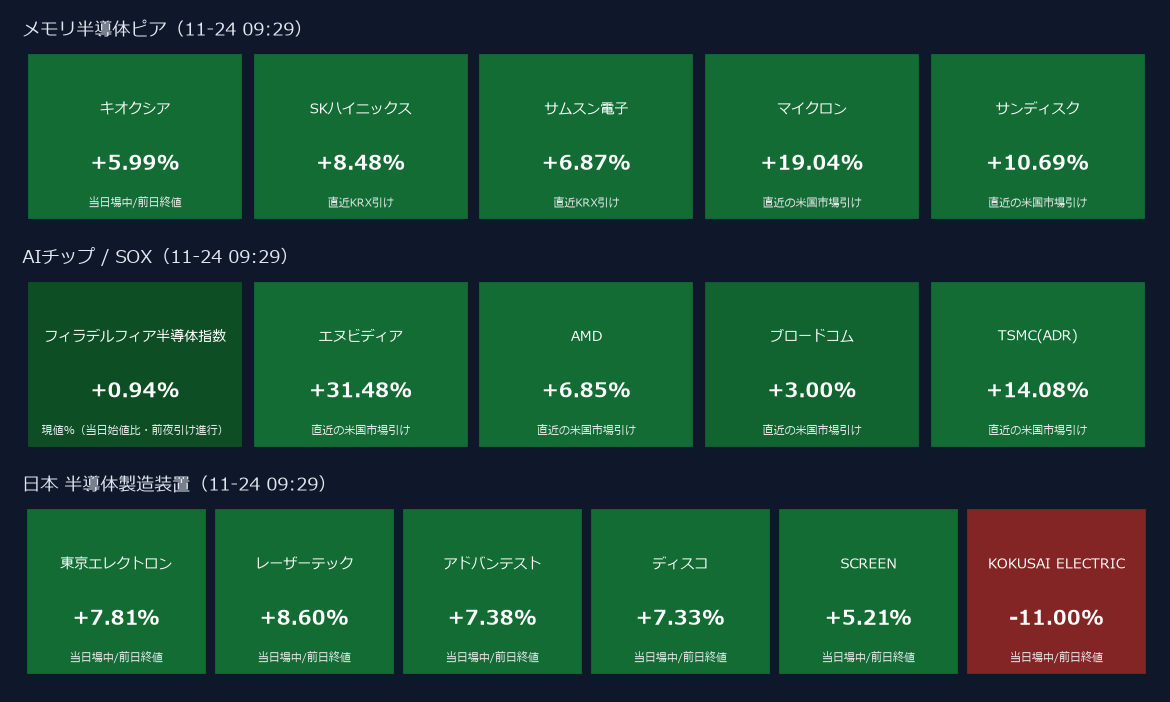 メモリ半導体ピア（11-24 09:29）
キオクシア
+5.99%
当日場中/前日終値
SKハイニックス
+8.48%
直近KRX引け
サムスン電子
+6.87%
直近KRX引け
マイクロン
+19.04%
直近の米国市場引け
サンディスク
+10.69%
直近の米国市場引け
AIチップ / SOX（11-24 09:29）
フィラデルフィア半導体指数
+0.94%
現値%（当日始値比・前夜引け進行）
エヌビディア
+31.48%
直近の米国市場引け
AMD
+6.85%
直近の米国市場引け
ブロードコム
+3.00%
直近の米国市場引け
TSMC(ADR)
+14.08%
直近の米国市場引け
日本 半導体製造装置（11-24 09:29）
東京エレクトロン
+7.81%
当日場中/前日終値
レーザーテック
+8.60%
当日場中/前日終値
アドバンテスト
+7.38%
当日場中/前日終値
ディスコ
+7.33%
当日場中/前日終値
SCREEN
+5.21%
当日場中/前日終値
KOKUSAI ELECTRIC
-11.00%
当日場中/前日終値